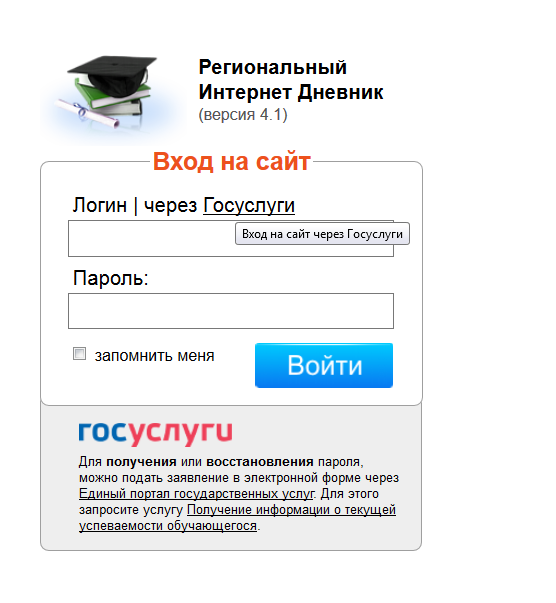 Региональный
Интернет Дневник
(версия 4.1)
Вход на сайт
Логин | через Госуслуги
Вход на сайт через Госуслуги
Пароль:
запомнить меня
Войти
госуслуги
Для получения или восстановления пароля,
можно подать заявление в электронной форме через
Единый портал государственных услуг. Для этого
запросите услугу Получение информации о текущей
успеваемости обучающегося.